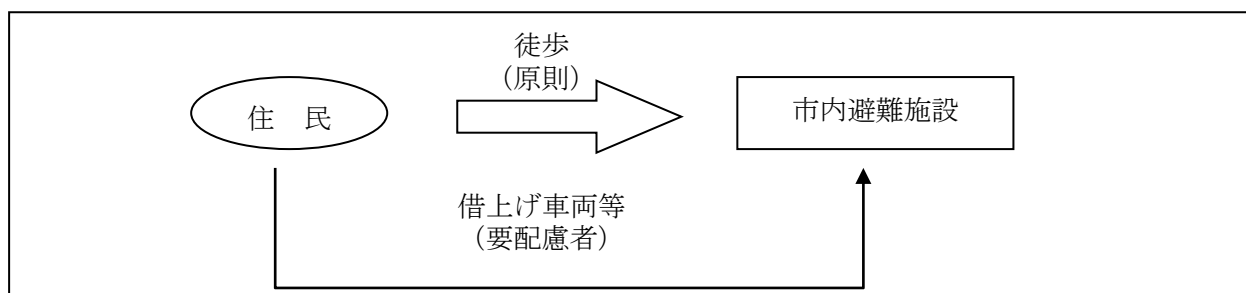 徒歩
（原則）
住　民
市内避難施設
借上げ車両等
（要配慮者）